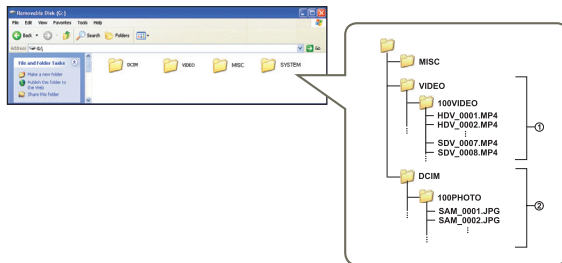 Removable Disk (G:)
File Edit View Favorites Tools Help
Back Search Folders
Address G:\ Go
File and Folder Tasks
Make a new folder
Publish this folder to the Web
Share this folder
DCIM
VIDEO
MISC
SYSTEM
MISC
VIDEO
100VIDEO
HDV_0001.MP4
HDV_0002.MP4
SDV_0007.MP4
SDV_0008.MP4
①
DCIM
100PHOTO
SAM_0001.JPG
SAM_0002.JPG
②